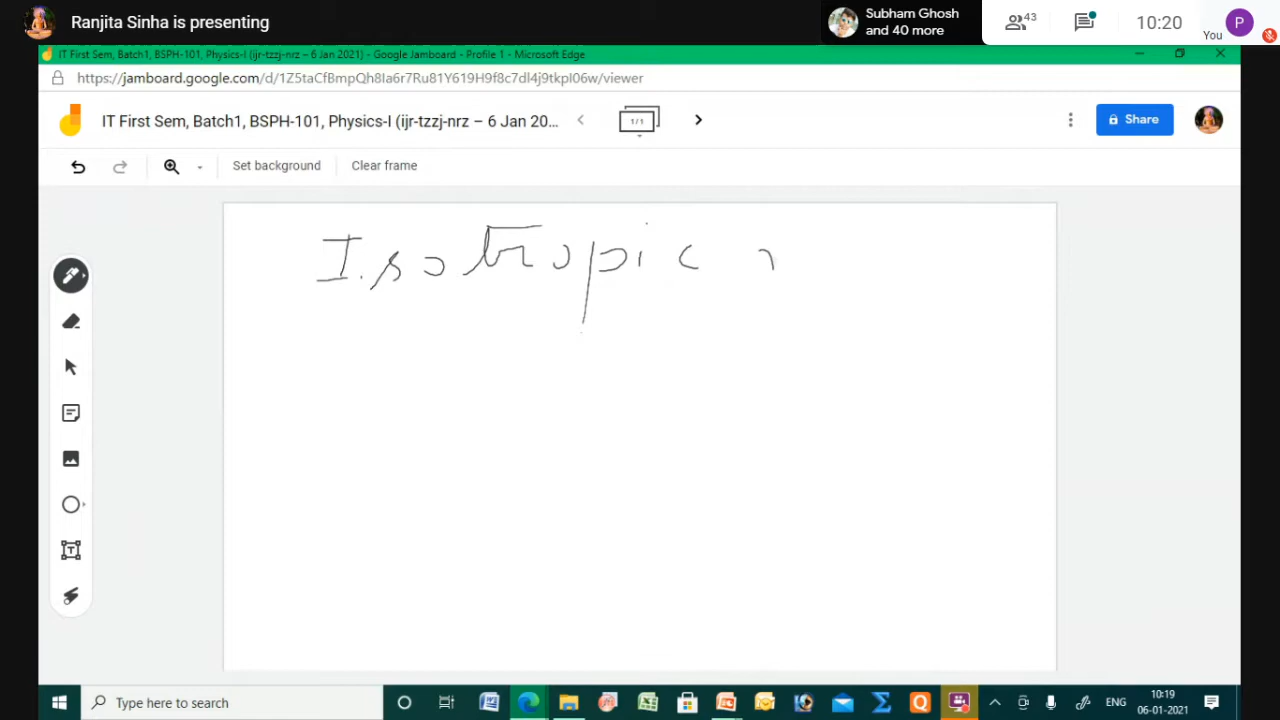 Ranjita Sinha is presenting
Subham Ghosh
and 40 more
43
10:20
You
P
IT First Sem, Batch1, BSPH-101, Physics-I (ijr-tzzj-nrz – 6 Jan 2021) - Google Jamboard - Profile 1 - Microsoft Edge
https://jamboard.google.com/d/1Z5taCfBmpQh8Ia6r7Ru81Y619H9f8c7dl4j9tkpI06w/viewer
IT First Sem, Batch1, BSPH-101, Physics-I (ijr-tzzj-nrz – 6 Jan 20...
1/1
Share
Set background
Clear frame
Isotropic
Type here to search
ENG
10:19
06-01-2021